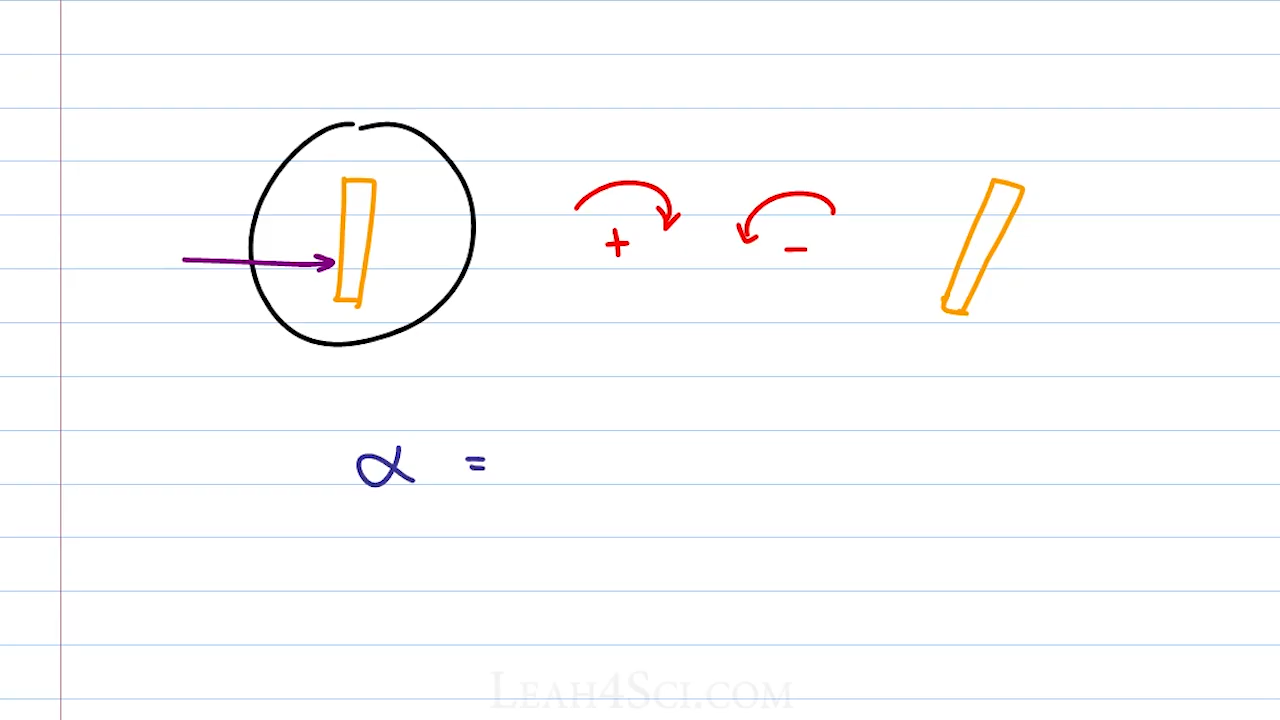 + -
α =
Leah4Sci.com